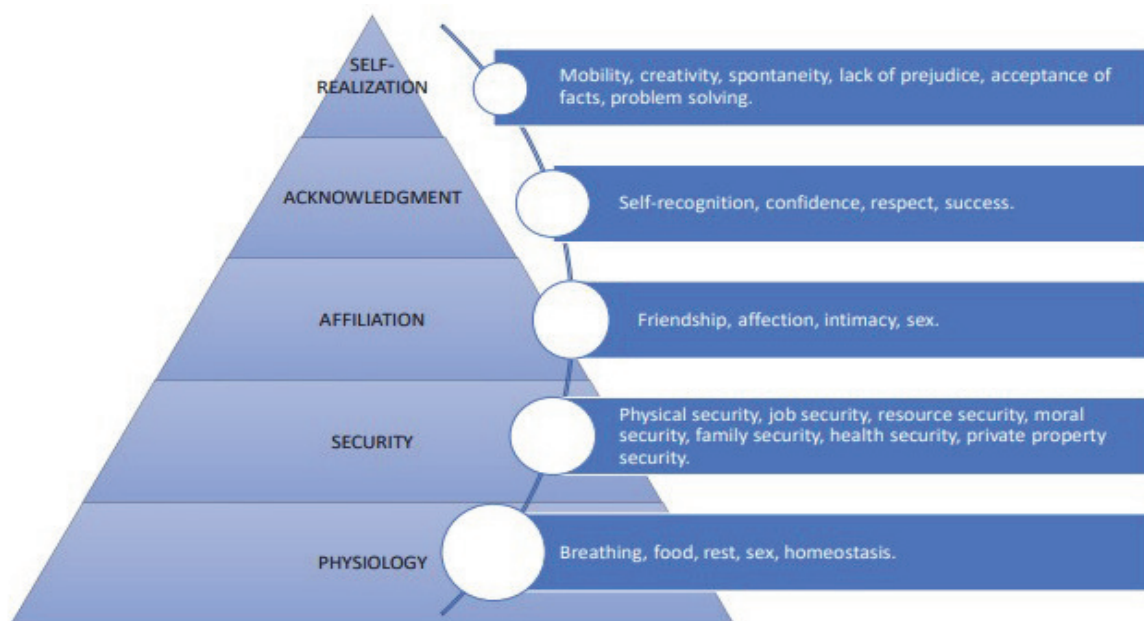 SELF-
REALIZATION
Mobility, creativity, spontaneity, lack of prejudice, acceptance of
facts, problem solving.
ACKNOWLEDGMENT
Self-recognition, confidence, respect, success.
AFFILIATION
Friendship, affection, intimacy, sex.
SECURITY
Physical security, job security, resource security, moral
security, family security, health security, private property
security.
PHYSIOLOGY
Breathing, food, rest, sex, homeostasis.